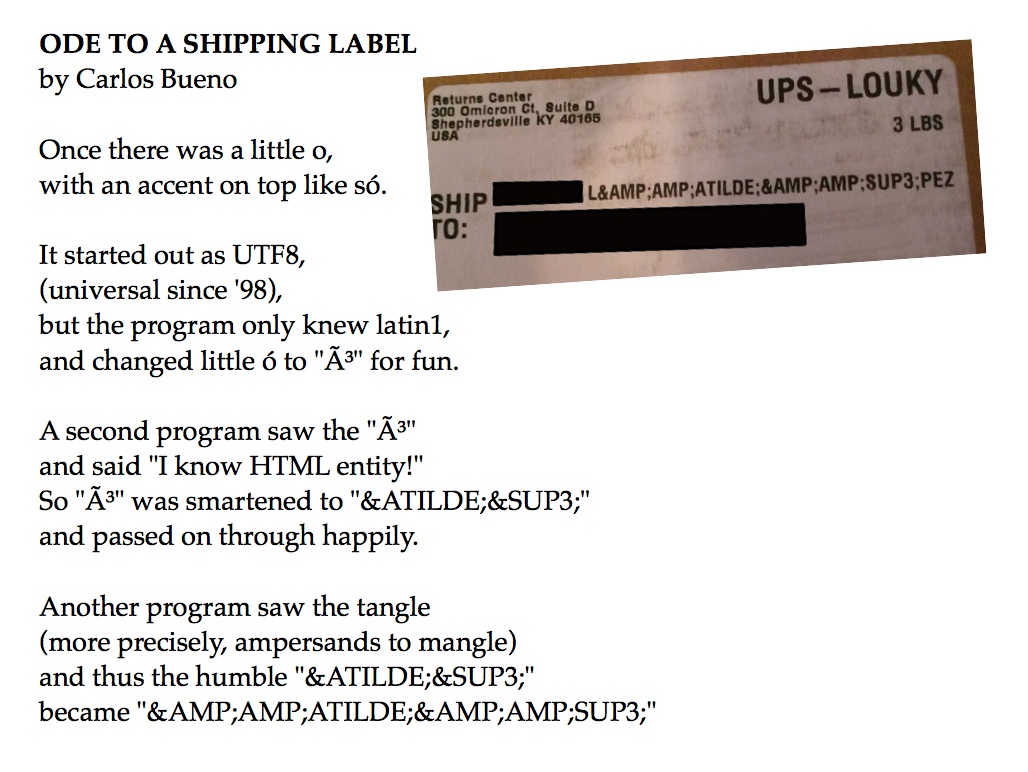 ODE TO A SHIPPING LABEL
by Carlos Bueno
Once there was a little o,
with an accent on top like só.
It started out as UTF8,
(universal since '98),
but the program only knew latin1,
and changed little ó to "Ã³" for fun.
A second program saw the "Ã³"
and said "I know HTML entity!"
So "Ã³" was smartened to "&ATILDE;&SUP3;"
and passed on through happily.
Another program saw the tangle
(more precisely, ampersands to mangle)
and thus the humble "&ATILDE;&SUP3;"
became "&AMP;AMP;ATILDE;&AMP;AMP;SUP3;"
Returns Center
300 Omicron Ct, Suite D
Shepherdsville KY 40165
USA
UPS – LOUKY
3 LBS
SHIP
TO:
L&AMP;AMP;ATILDE;&AMP;AMP;SUP3;PEZ